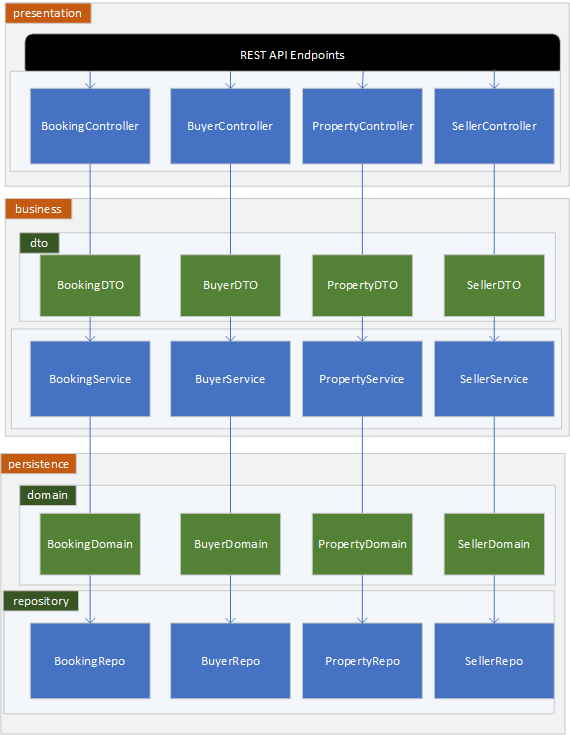 presentation
REST API Endpoints
BookingController
BuyerController
PropertyController
SellerController
business
dto
BookingDTO
BuyerDTO
PropertyDTO
SellerDTO
BookingService
BuyerService
PropertyService
SellerService
persistence
domain
BookingDomain
BuyerDomain
PropertyDomain
SellerDomain
repository
BookingRepo
BuyerRepo
PropertyRepo
SellerRepo